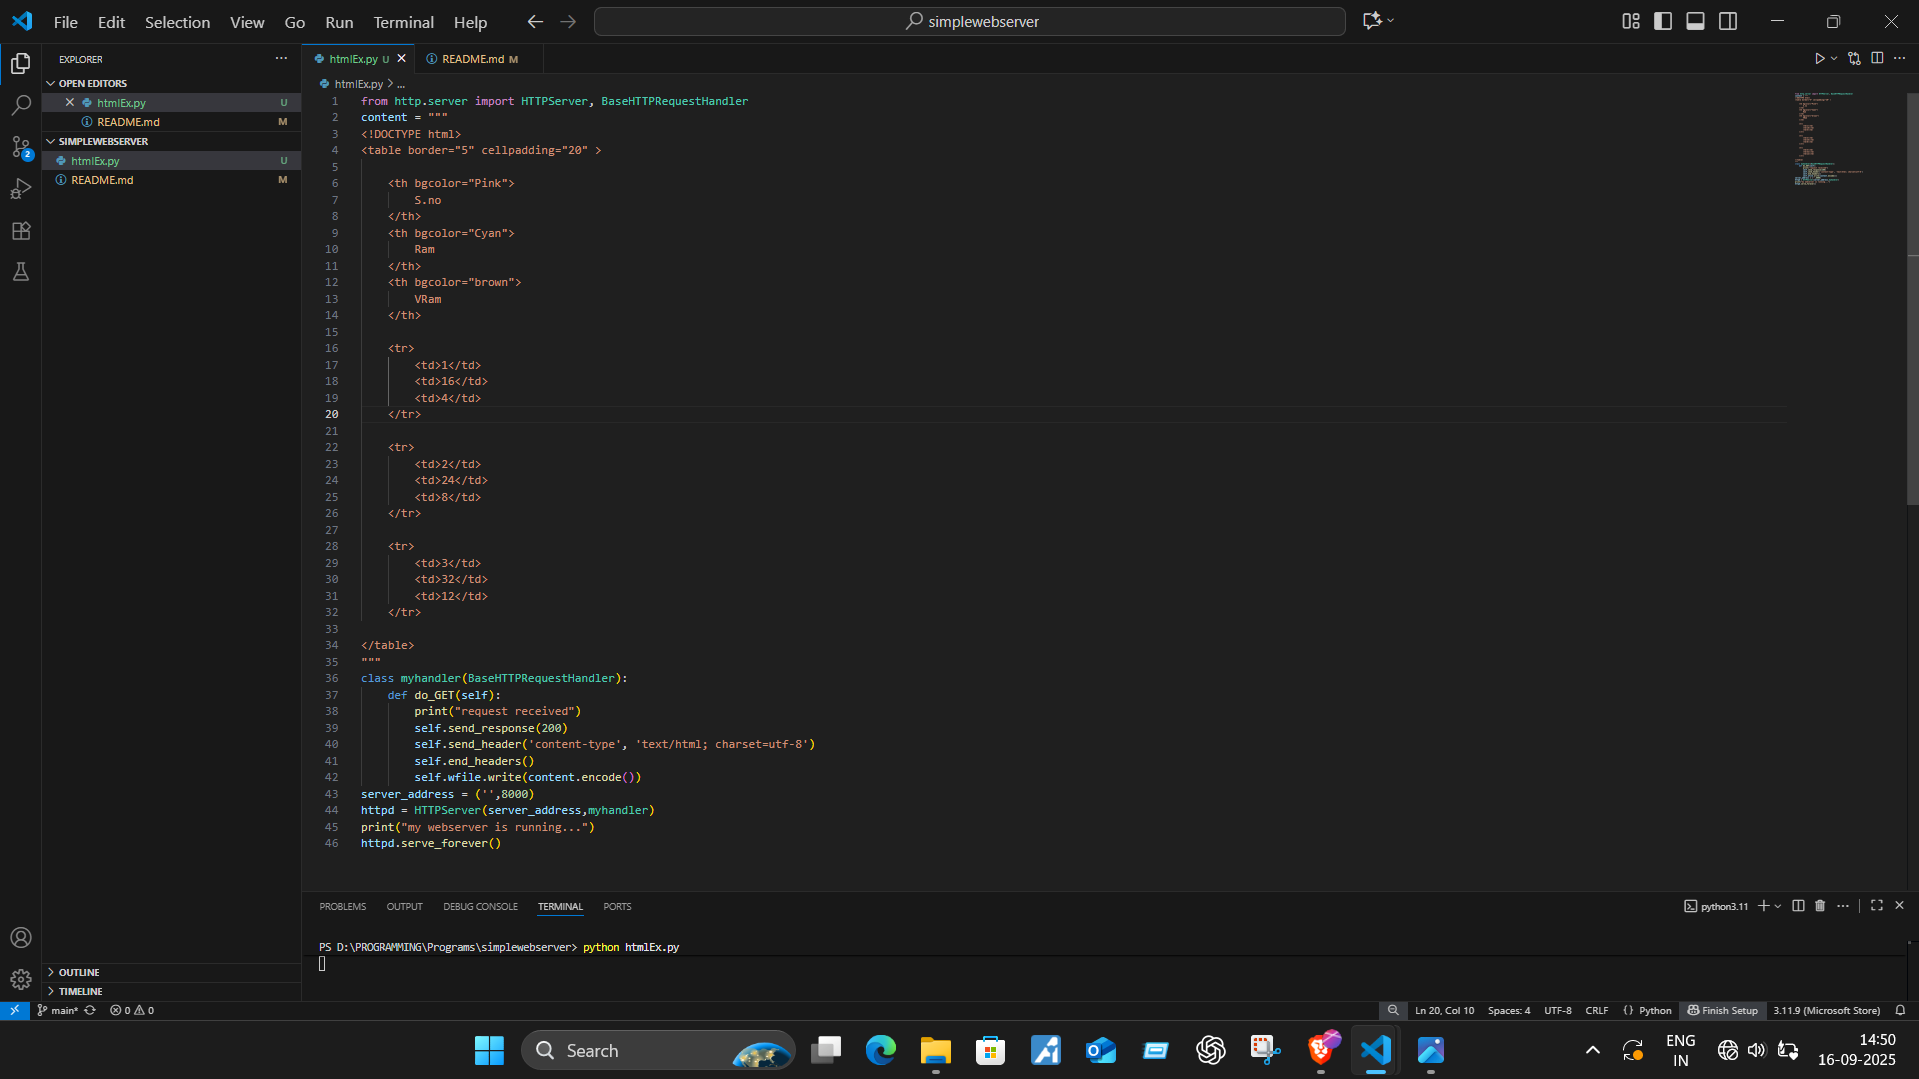 File Edit Selection View Go Run Terminal Help
simplewebserver
EXPLORER
OPEN EDITORS
htmlEx.py U
README.md M
SIMPLEWEBSERVER
htmlEx.py U
README.md M
OUTLINE
TIMELINE
2
htmlEx.py U
README.md M
htmlEx.py > ...
1 from http.server import HTTPServer, BaseHTTPRequestHandler
2 content = """
3 <!DOCTYPE html>
4 <table border="5" cellpadding="20" >
5
6 <th bgcolor="Pink">
7 S.no
8 </th>
9 <th bgcolor="Cyan">
10 Ram
11 </th>
12 <th bgcolor="brown">
13 VRam
14 </th>
15
16 <tr>
17 <td>1</td>
18 <td>16</td>
19 <td>4</td>
20 </tr>
21
22 <tr>
23 <td>2</td>
24 <td>24</td>
25 <td>8</td>
26 </tr>
27
28 <tr>
29 <td>3</td>
30 <td>32</td>
31 <td>12</td>
32 </tr>
33
34 </table>
35 """
36 class myhandler(BaseHTTPRequestHandler):
37 def do_GET(self):
38 print("request received")
39 self.send_response(200)
40 self.send_header('content-type', 'text/html; charset=utf-8')
41 self.end_headers()
42 self.wfile.write(content.encode())
43 server_address = ('',8000)
44 httpd = HTTPServer(server_address,myhandler)
45 print("my webserver is running...")
46 httpd.serve_forever()
PROBLEMS OUTPUT DEBUG CONSOLE TERMINAL PORTS
python3.11
PS D:\PROGRAMMING\Programs\simplewebserver> python htmlEx.py
main* 0 0
Ln 20, Col 10 Spaces: 4 UTF-8 CRLF {} Python Finish Setup 3.11.9 (Microsoft Store)
Search
ENG
IN
14:50
16-09-2025